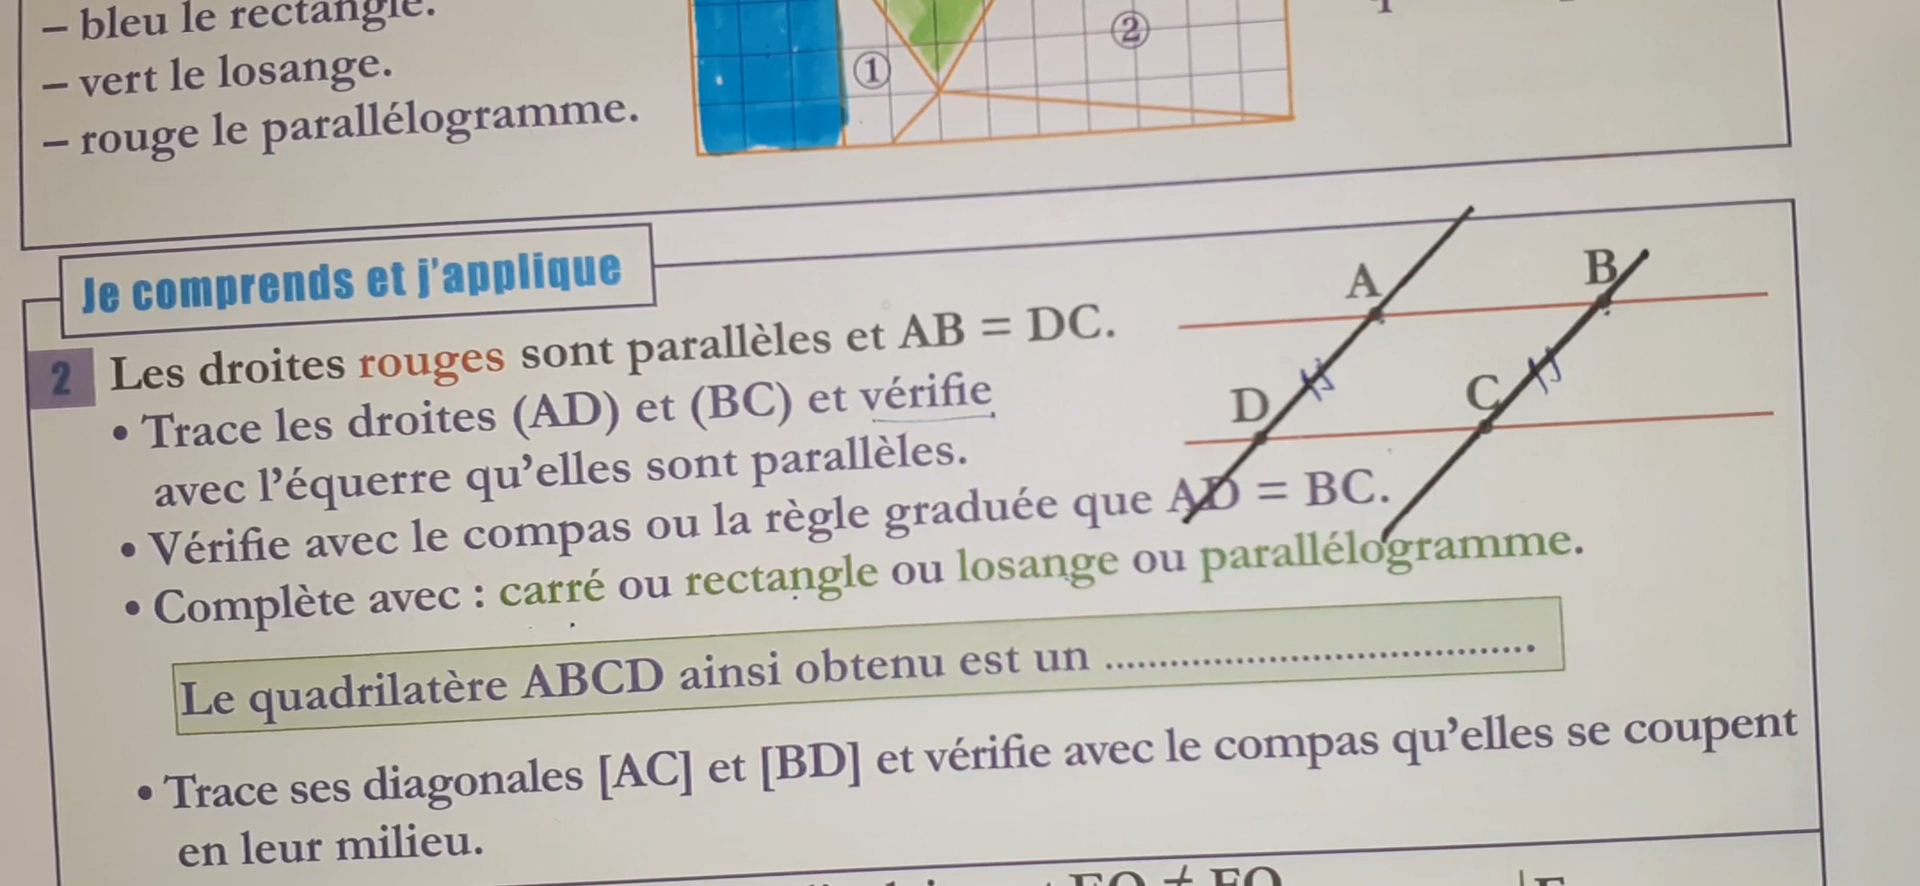 – bleu le rectangle.
– vert le losange.
– rouge le parallélogramme.
①
②
Je comprends et j'applique
2 Les droites rouges sont parallèles et AB = DC.
• Trace les droites (AD) et (BC) et vérifie
avec l'équerre qu'elles sont parallèles.
• Vérifie avec le compas ou la règle graduée que AD = BC.
• Complète avec : carré ou rectangle ou losange ou parallélogramme.
A
B
D
C
Le quadrilatère ABCD ainsi obtenu est un ........................................
• Trace ses diagonales [AC] et [BD] et vérifie avec le compas qu'elles se coupent
en leur milieu.